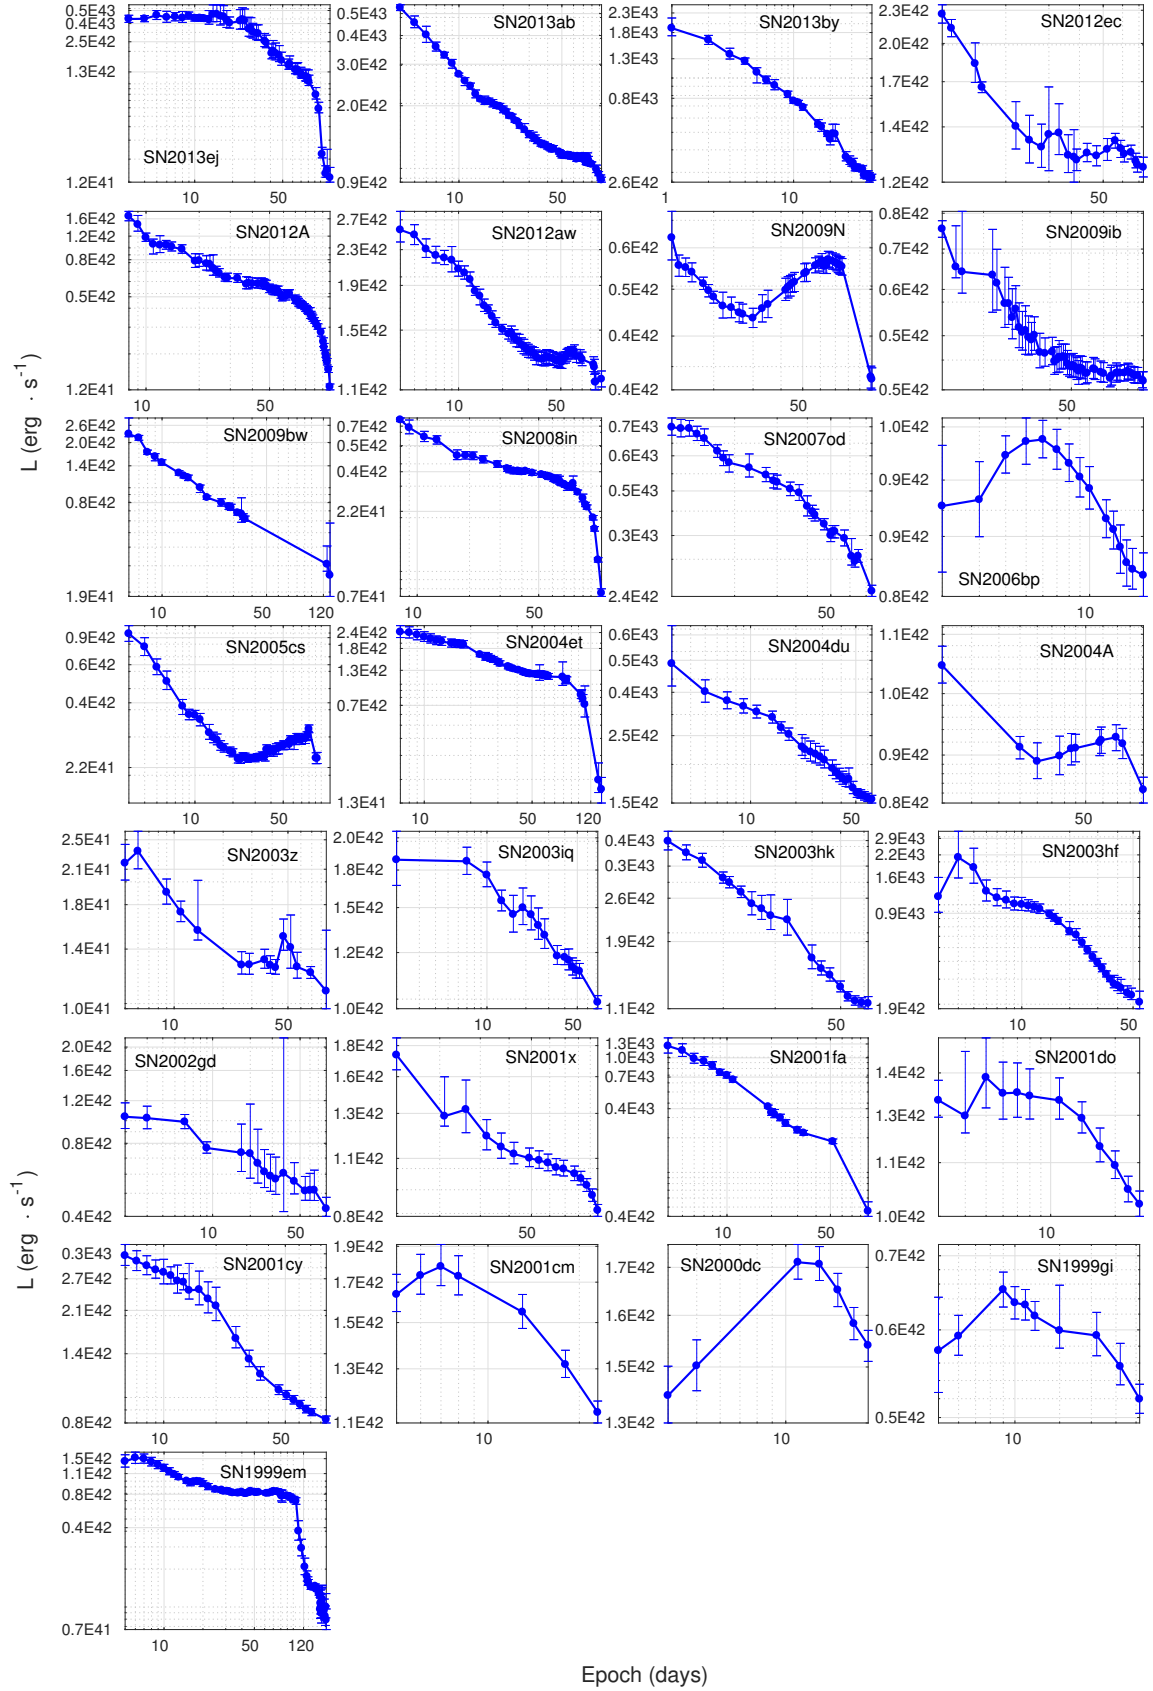 0.5E43
0.4E43
2.5E42
1.3E42
1.2E41
SN2013ej
10
50
0.5E43
0.4E43
3.0E42
2.0E42
0.9E42
SN2013ab
10
50
2.3E43
1.8E43
1.3E43
0.8E43
2.6E42
SN2013by
1
10
2.2E42
2.0E42
1.7E42
1.4E42
1.2E42
SN2012ec
50
L (erg · s-1)
1.6E42
1.2E42
0.8E42
0.5E42
1.2E41
SN2012A
10
50
2.7E42
2.3E42
1.9E42
1.5E42
1.1E42
SN2012aw
10
50
0.6E42
0.5E42
0.4E42
0.4E42
SN2009N
50
0.8E42
0.7E42
0.6E42
0.5E42
0.5E42
SN2009ib
50
2.6E42
2.0E42
1.4E42
0.8E42
1.9E41
SN2009bw
10
50
120
0.7E42
0.5E42
0.4E42
2.2E41
0.7E41
SN2008in
10
50
0.7E43
0.5E43
0.3E43
2.4E42
SN2007od
50
1.0E42
0.9E42
0.9E42
0.8E42
SN2006bp
10
0.9E42
0.6E42
0.4E42
2.2E41
SN2005cs
10
50
2.4E42
1.3E42
0.7E42
1.3E41
SN2004et
10
50
120
0.6E43
0.5E43
0.4E43
2.5E42
1.5E42
SN2004du
10
50
1.1E42
1.0E42
0.9E42
0.8E42
SN2004A
50
2.5E41
2.1E41
1.8E41
1.4E41
1.0E41
SN2003z
10
50
2.0E42
1.8E42
1.5E42
1.2E42
1.0E42
SN2003iq
10
50
0.4E43
0.3E43
2.6E42
1.9E42
1.1E42
SN2003hk
50
2.9E43
2.2E43
1.6E43
0.9E43
1.9E42
SN2003hf
10
50
L (erg · s-1)
2.0E42
1.6E42
1.2E42
0.8E42
0.4E42
SN2002gd
10
50
1.8E42
1.6E42
1.3E42
1.1E42
0.8E42
SN2001x
50
1.3E43
1.0E43
0.7E43
0.4E43
0.4E42
SN2001fa
10
50
1.4E42
1.3E42
1.1E42
1.0E42
SN2001do
10
0.3E43
2.7E42
2.1E42
1.4E42
0.8E42
SN2001cy
10
50
1.9E42
1.7E42
1.5E42
1.3E42
1.1E42
SN2001cm
10
1.7E42
1.6E42
1.5E42
1.3E42
SN2000dc
10
0.7E42
0.6E42
0.5E42
SN1999gi
10
1.5E42
1.1E42
0.8E42
0.4E42
0.7E41
SN1999em
10
50
120
Epoch (days)